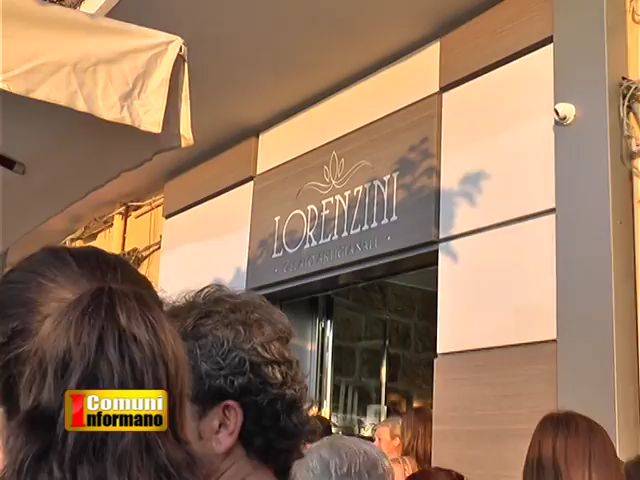 LORENZINI
· GELATO ARTIGIANALE ·
I Comuni
Informano